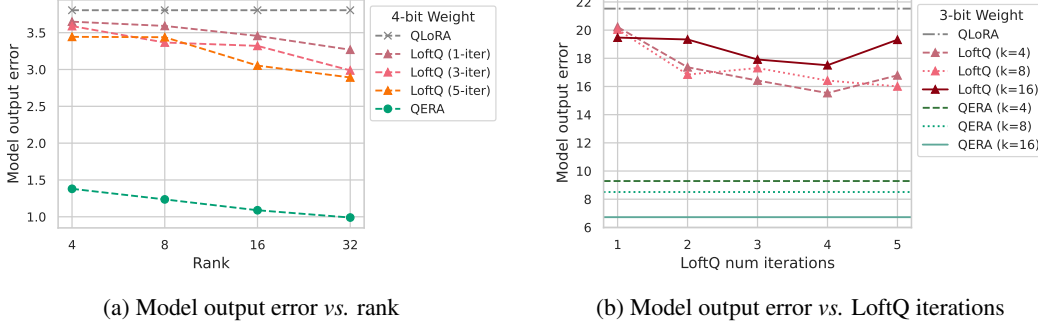 Model output error
3.5
3.0
2.5
2.0
1.5
1.0
4
8
16
32
Rank
4-bit Weight
QLoRA
LoftQ (1-iter)
LoftQ (3-iter)
LoftQ (5-iter)
QERA
(a) Model output error vs. rank
Model output error
22
20
18
16
14
12
10
8
6
1
2
3
4
5
LoftQ num iterations
3-bit Weight
QLoRA
LoftQ (k=4)
LoftQ (k=8)
LoftQ (k=16)
QERA (k=4)
QERA (k=8)
QERA (k=16)
(b) Model output error vs. LoftQ iterations